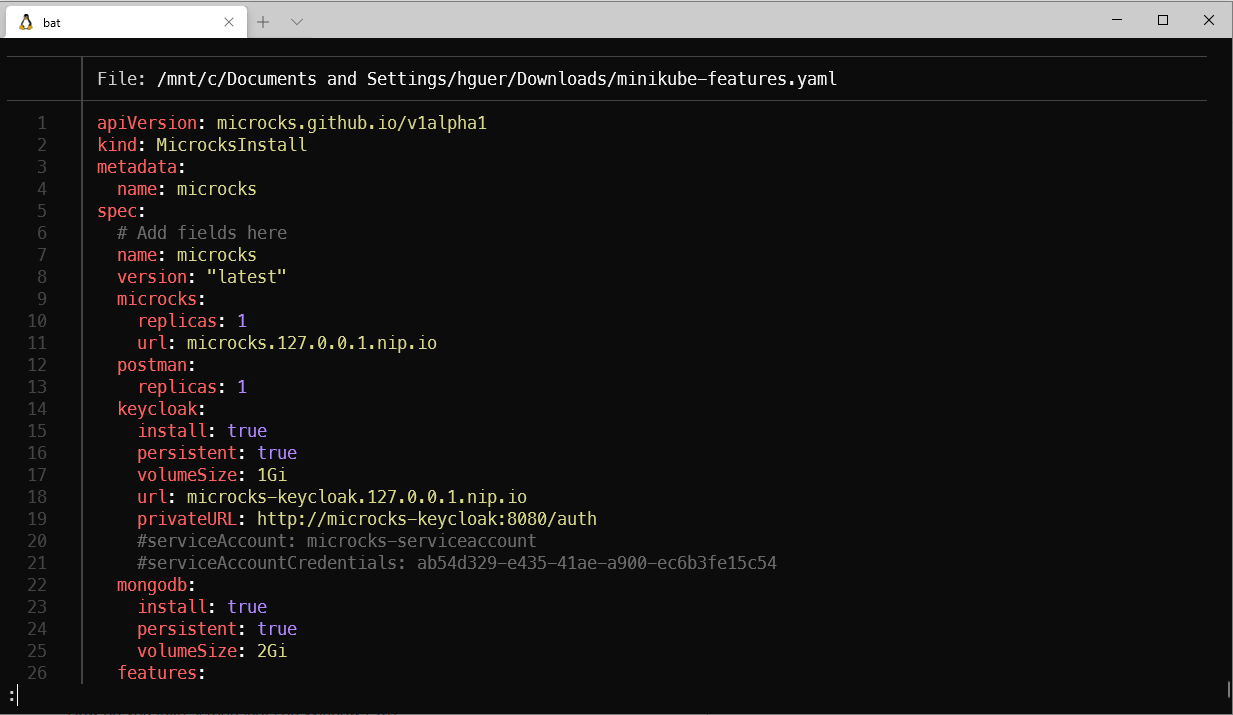 bat
File: /mnt/c/Documents and Settings/hguer/Downloads/minikube-features.yaml
1 apiVersion: microcks.github.io/v1alpha1
2 kind: MicrocksInstall
3 metadata:
4   name: microcks
5 spec:
6   # Add fields here
7   name: microcks
8   version: "latest"
9   microcks:
10     replicas: 1
11     url: microcks.127.0.0.1.nip.io
12   postman:
13     replicas: 1
14   keycloak:
15     install: true
16     persistent: true
17     volumeSize: 1Gi
18     url: microcks-keycloak.127.0.0.1.nip.io
19     privateURL: http://microcks-keycloak:8080/auth
20     #serviceAccount: microcks-serviceaccount
21     #serviceAccountCredentials: ab54d329-e435-41ae-a900-ec6b3fe15c54
22   mongodb:
23     install: true
24     persistent: true
25     volumeSize: 2Gi
26   features:
: